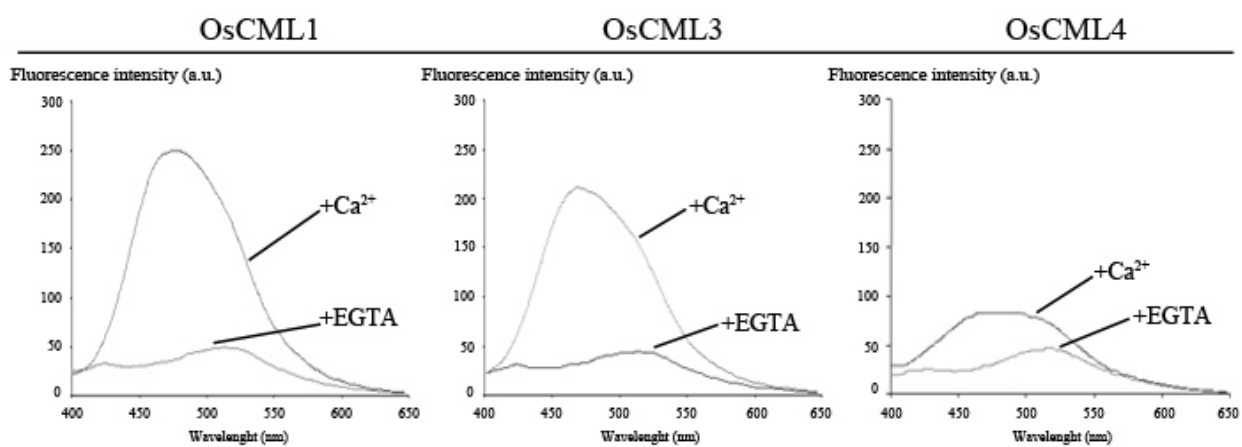 OsCML1
Fluorescence intensity (a.u.)
300
250
200
150
100
50
0
+Ca²⁺
+EGTA
400 450 500 550 600 650
Wavelenght (nm)
OsCML3
Fluorescence intensity (a.u.)
300
250
200
150
100
50
0
+Ca²⁺
+EGTA
400 450 500 550 600 650
Wavelenght (nm)
OsCML4
Fluorescence intensity (a.u.)
300
250
200
150
100
50
0
+Ca²⁺
+EGTA
400 450 500 550 600 650
Wavelenght (nm)